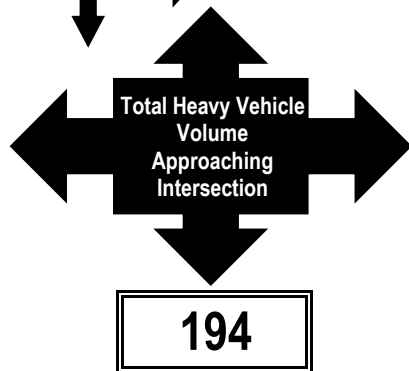 Total Heavy Vehicle
Volume
Approaching
Intersection
194